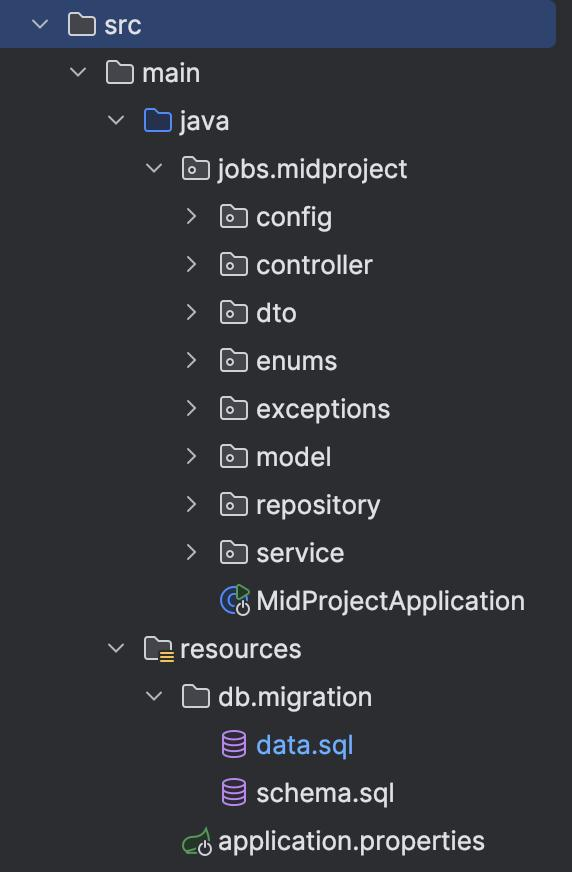 src
main
java
jobs.midproject
config
controller
dto
enums
exceptions
model
repository
service
MidProjectApplication
resources
db.migration
data.sql
schema.sql
application.properties